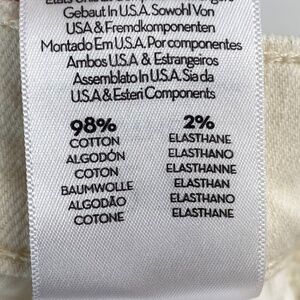 Gebaut In U.S.A. Sowohl Von
USA & Fremdkomponenten
Montado Em U.S.A. Por componentes
Ambos U.S.A & Estrangeiros
Assemblato In U.S.A. Sia da
U.S.A & Esteri Components
98% 2%
COTTON ELASTHANE
ALGODÓN ELASTHANO
COTON ELASTHANNE
BAUMWOLLE ELASTHAN
ALGODÃO ELASTHANO
COTONE ELASTHANE